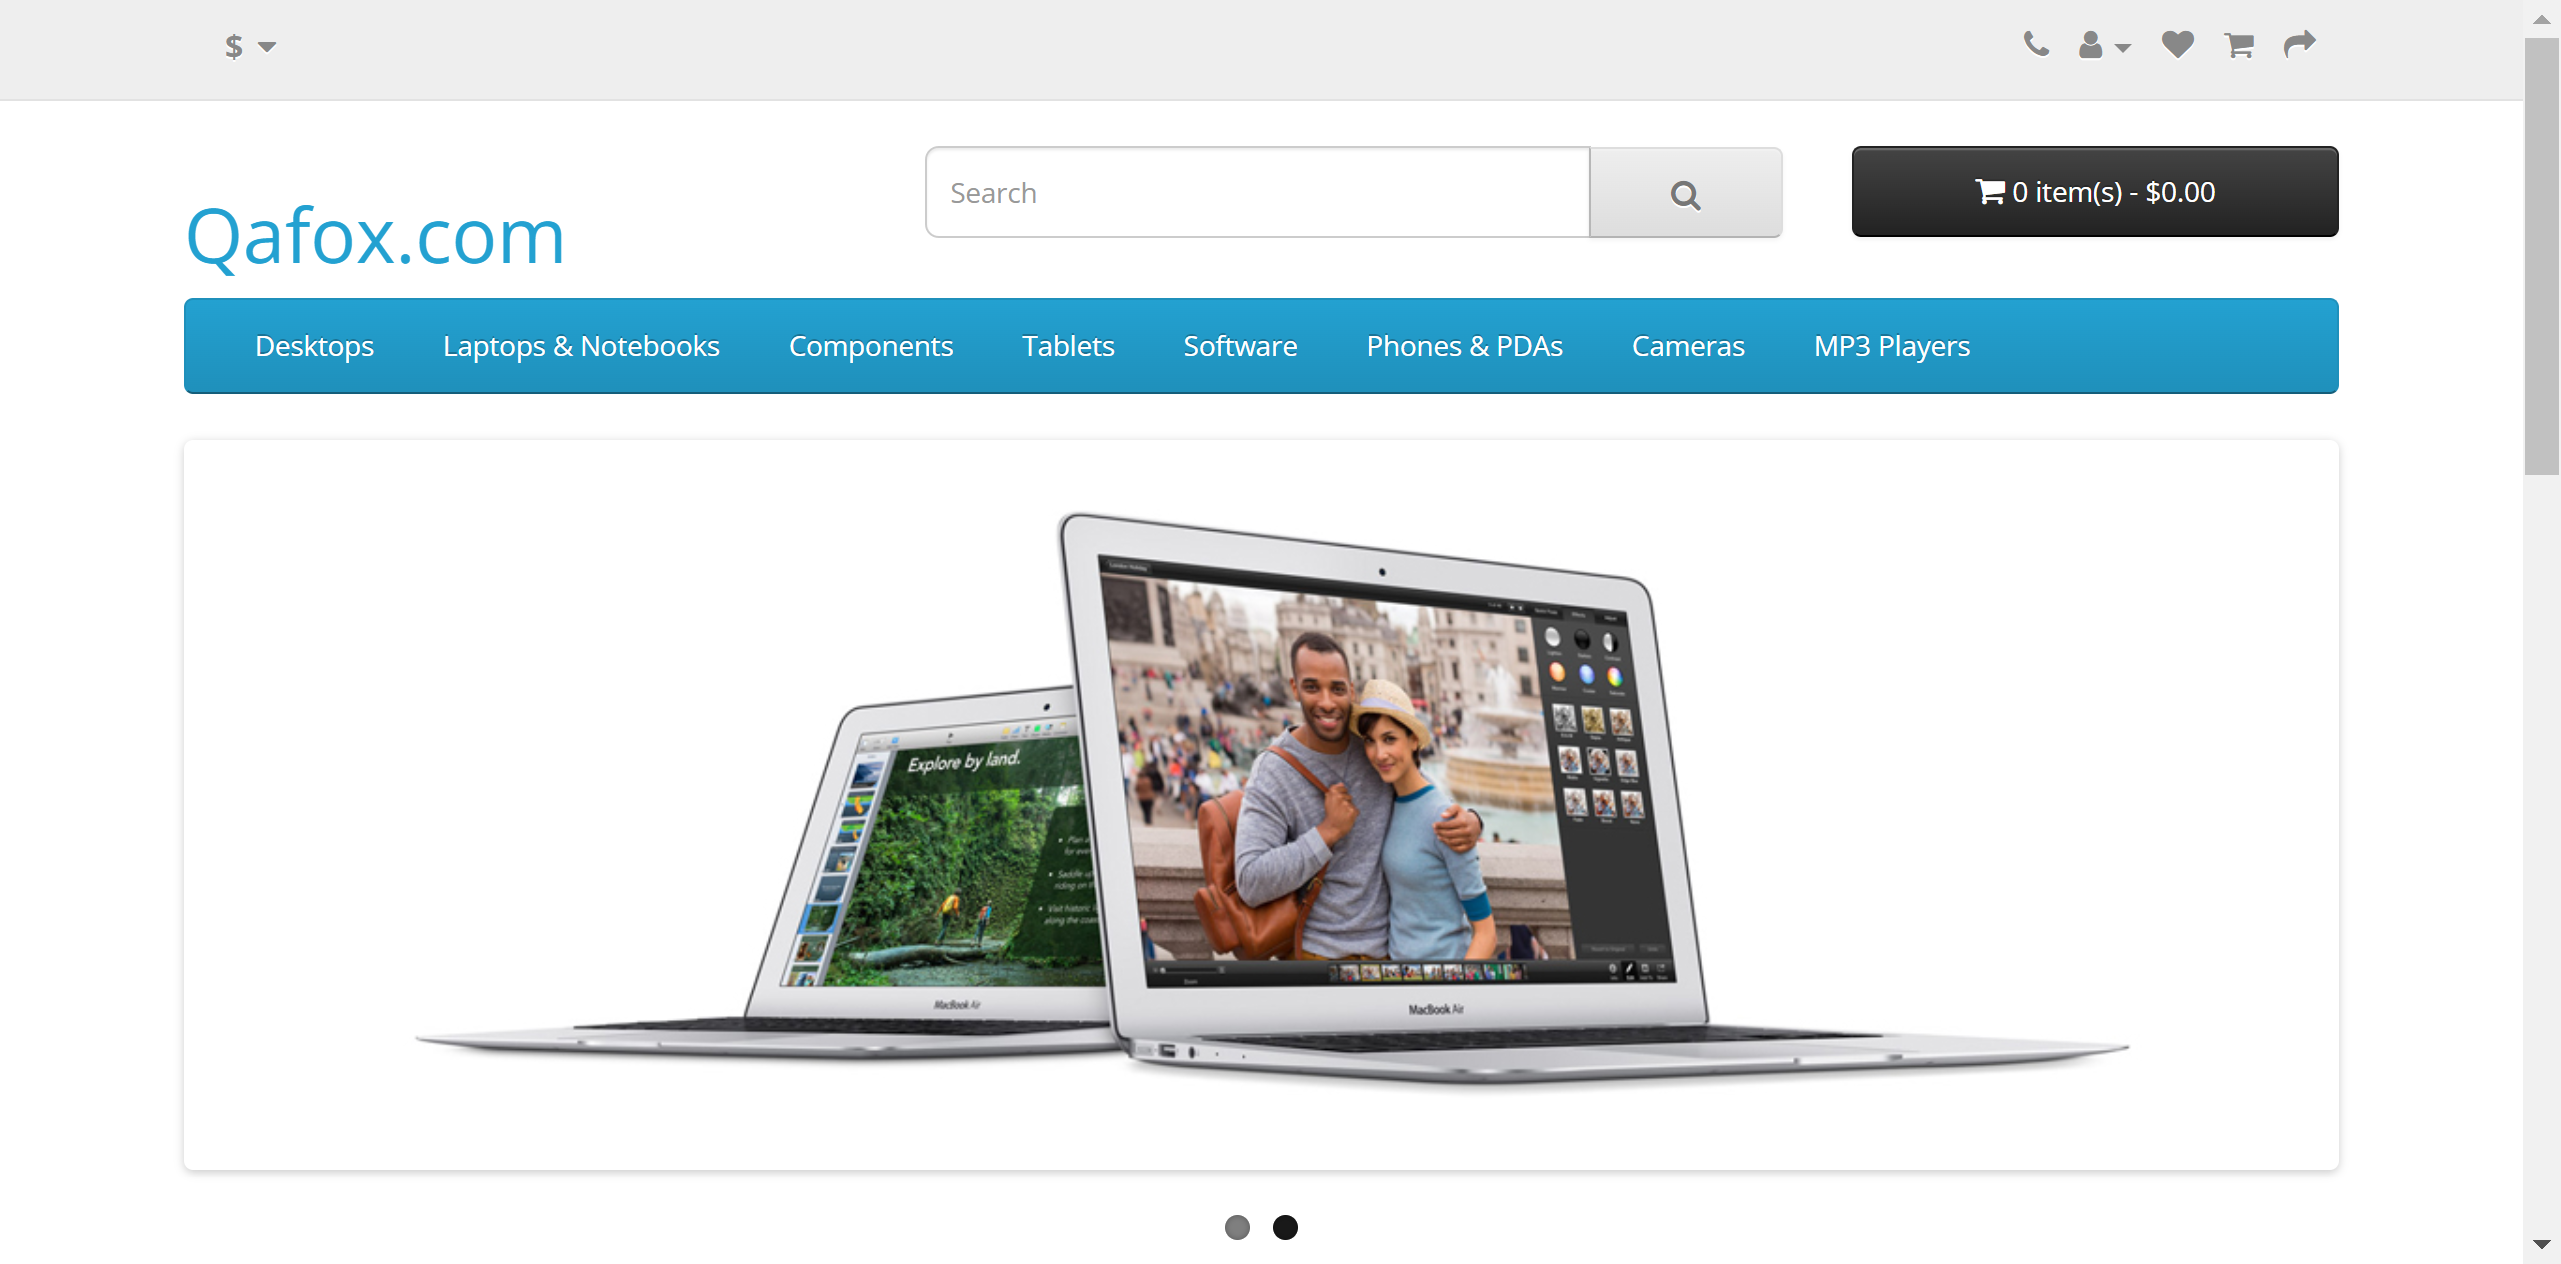 $
Search
0 item(s) - $0.00
Qafox.com
Desktops Laptops & Notebooks Components Tablets Software Phones & PDAs Cameras MP3 Players
Explore by land.
MacBook Air
MacBook Air